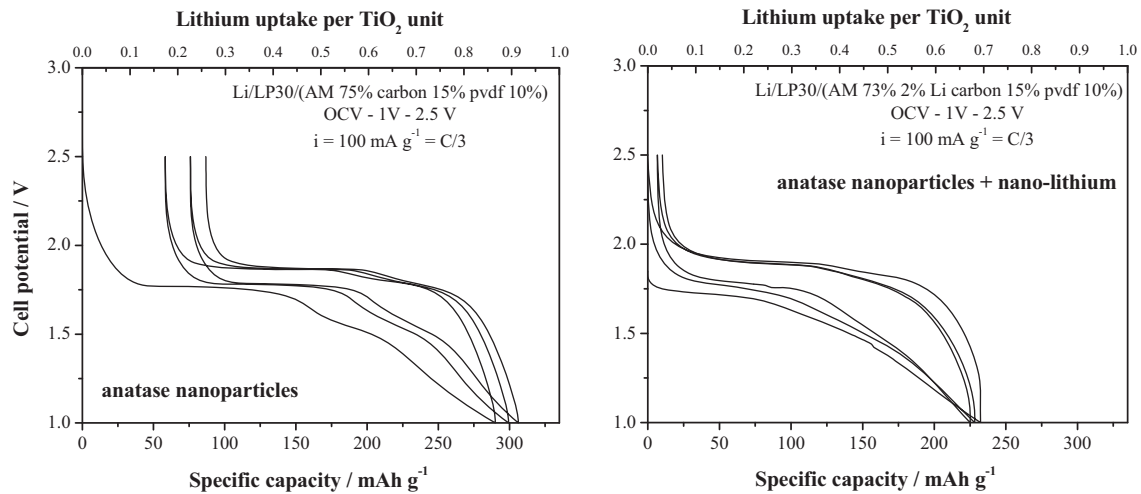 Lithium uptake per TiO₂ unit
0.0 0.1 0.2 0.3 0.4 0.5 0.6 0.7 0.8 0.9 1.0
3.0
2.5
2.0
1.5
1.0
Cell potential / V
Li/LP30/(AM 75% carbon 15% pvdf 10%)
OCV - 1V - 2.5 V
i = 100 mA g⁻¹ = C/3
anatase nanoparticles
0 50 100 150 200 250 300
Specific capacity / mAh g⁻¹
Lithium uptake per TiO₂ unit
0.0 0.1 0.2 0.3 0.4 0.5 0.6 0.7 0.8 0.9 1.0
3.0
2.5
2.0
1.5
1.0
Li/LP30/(AM 73% 2% Li carbon 15% pvdf 10%)
OCV - 1V - 2.5 V
i = 100 mA g⁻¹ = C/3
anatase nanoparticles + nano-lithium
0 50 100 150 200 250 300
Specific capacity / mAh g⁻¹